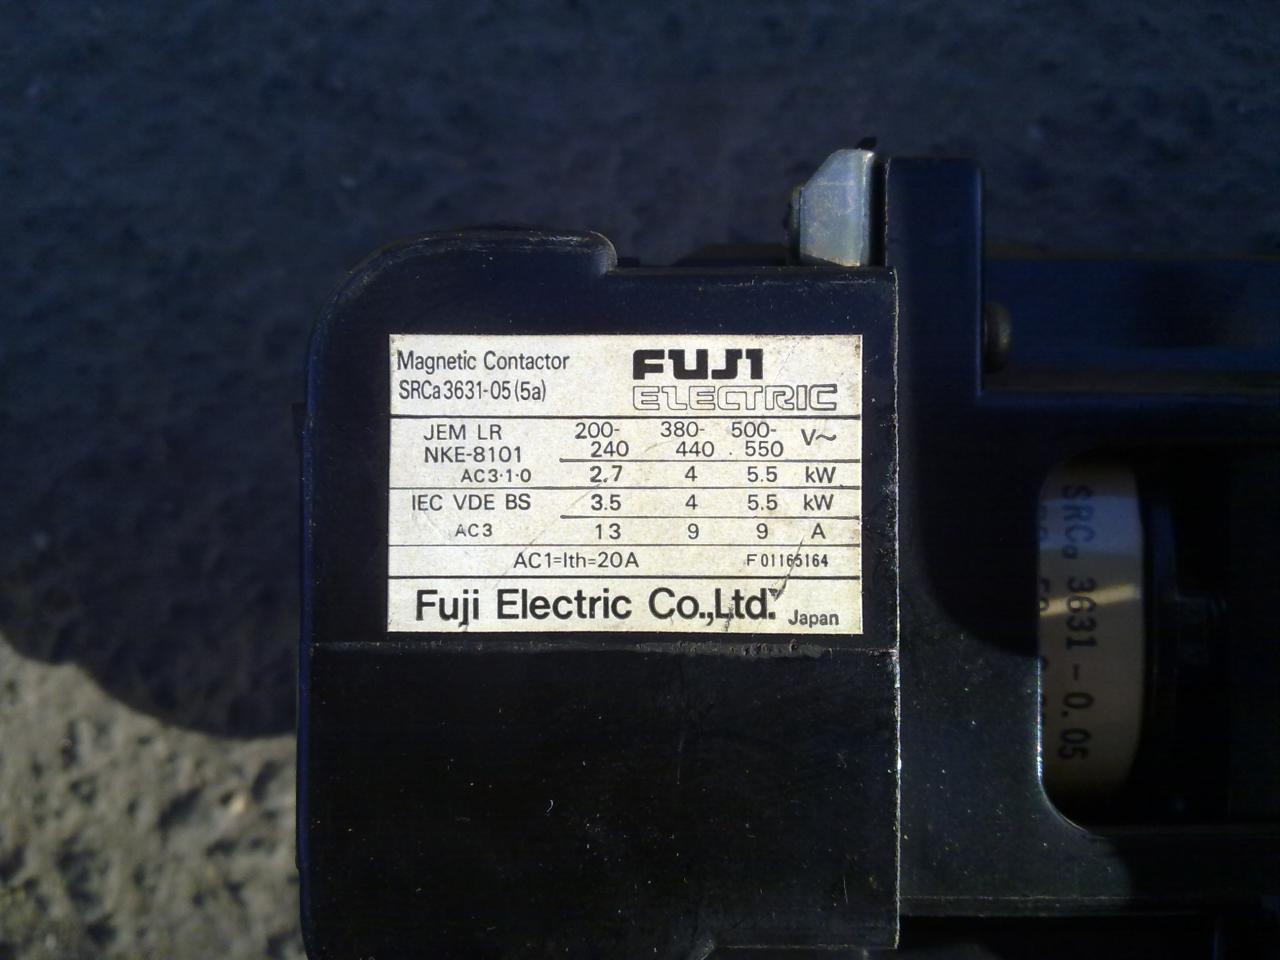 Magnetic Contactor
SRCa3631-05(5a)
FUJI
ELECTRIC
JEM LR
NKE-8101
200-240
380-440
500-550
V~
AC3·1·0 2.7 4 5.5 kW
IEC VDE BS 3.5 4 5.5 kW
AC3 13 9 9 A
AC1=Ith=20A F01165164
Fuji Electric Co.,Ltd. Japan
SRCa 3631-0.05